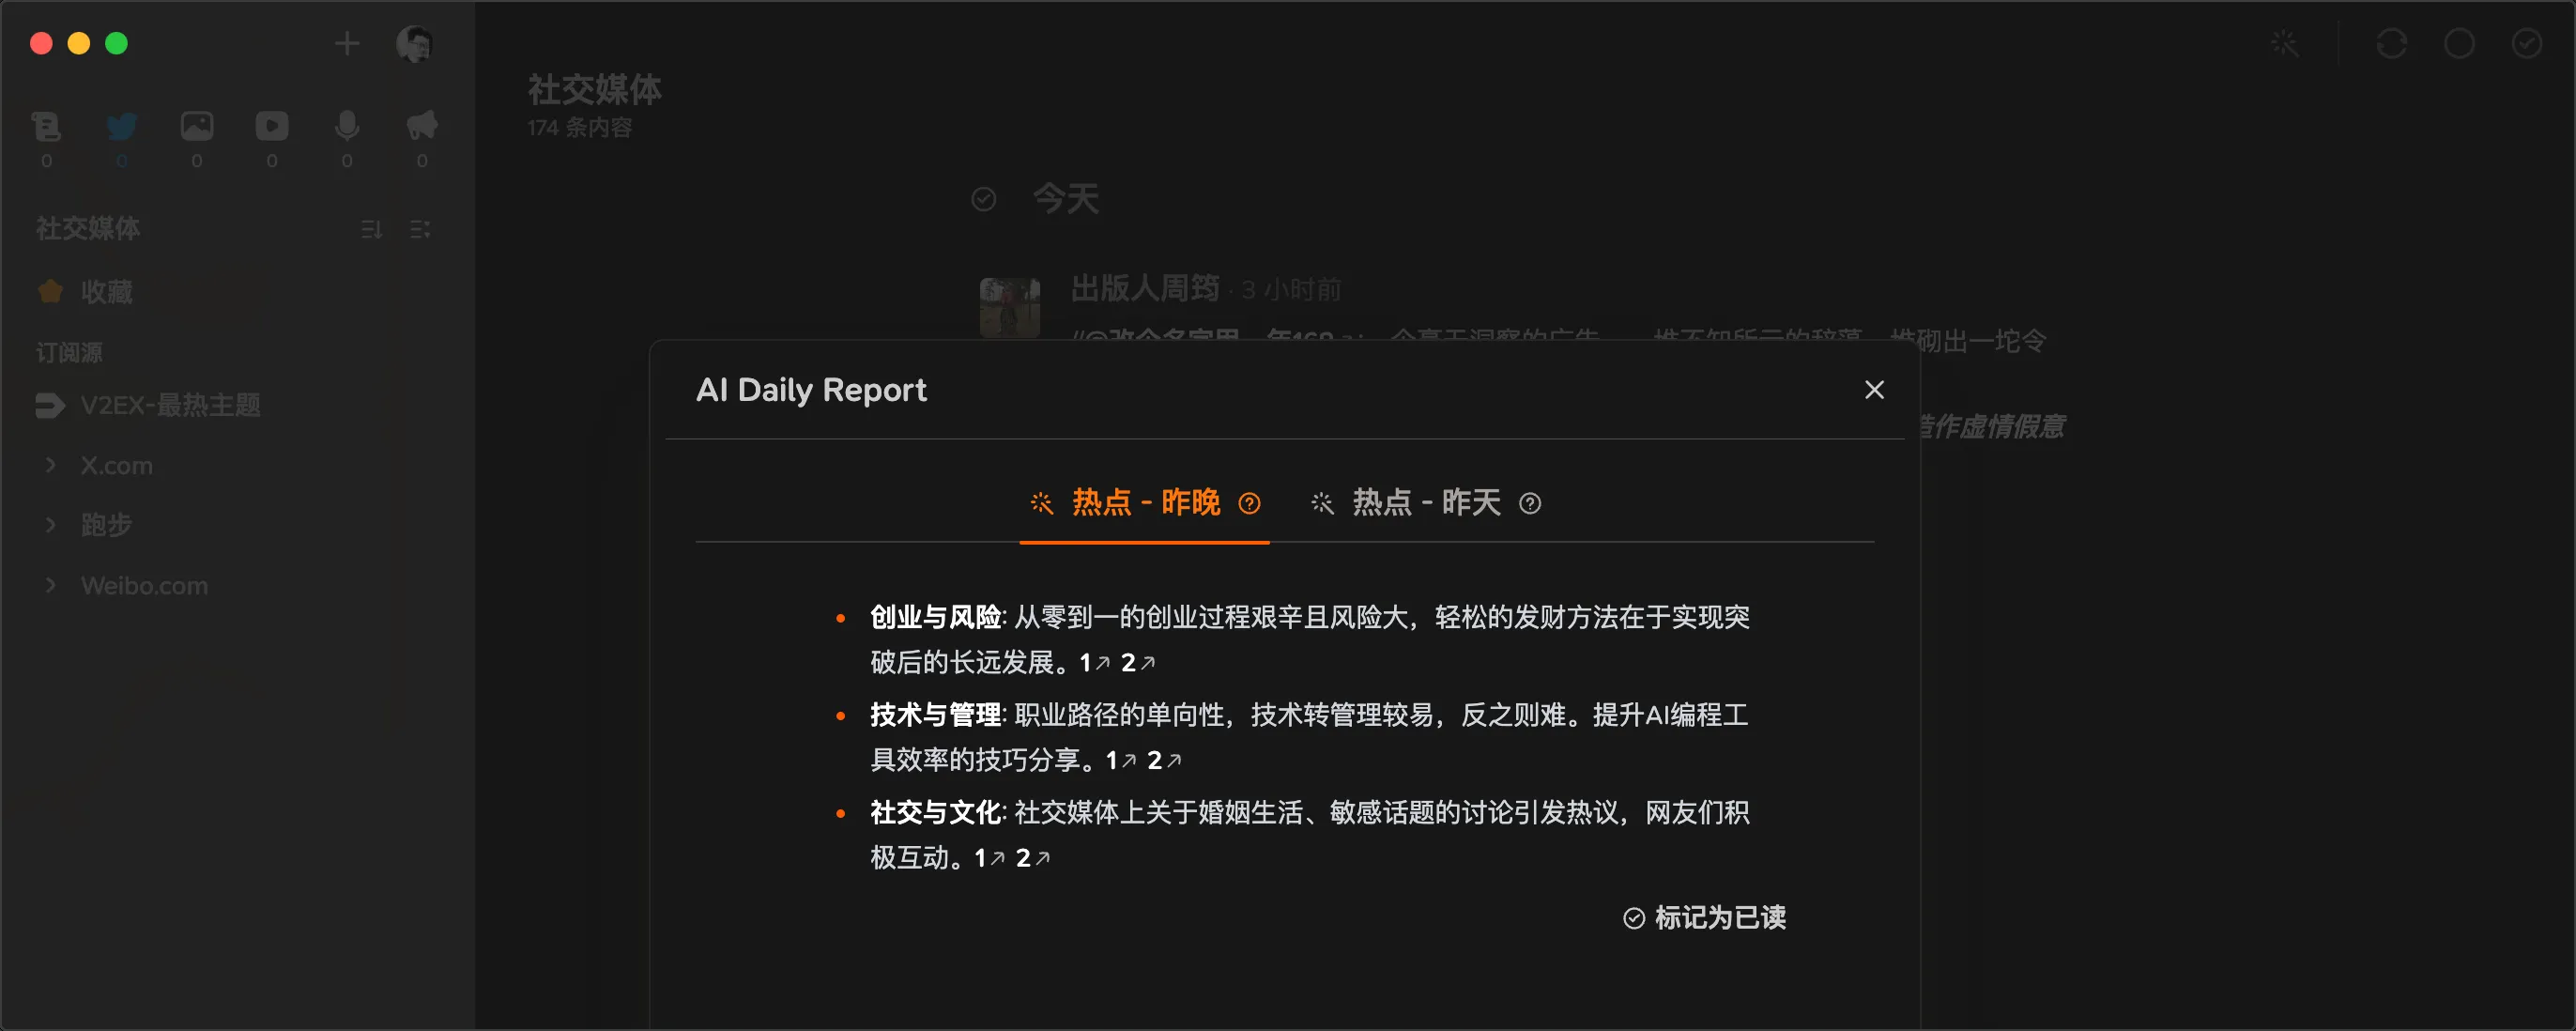 社交媒体
174 条内容
0 0 0 0 0 0
社交媒体
今天
收藏
出版人周筠 · 3 小时前
订阅源
堆砌出一坨令
AI Daily Report
V2EX-最热主题
造作虚情假意
X.com
热点 - 昨晚 热点 - 昨天
跑步
Weibo.com
创业与风险: 从零到一的创业过程艰辛且风险大，轻松的发财方法在于实现突
破后的长远发展。1↗ 2↗
技术与管理: 职业路径的单向性，技术转管理较易，反之则难。提升AI编程工
具效率的技巧分享。1↗ 2↗
社交与文化: 社交媒体上关于婚姻生活、敏感话题的讨论引发热议，网友们积
极互动。1↗ 2↗
标记为已读